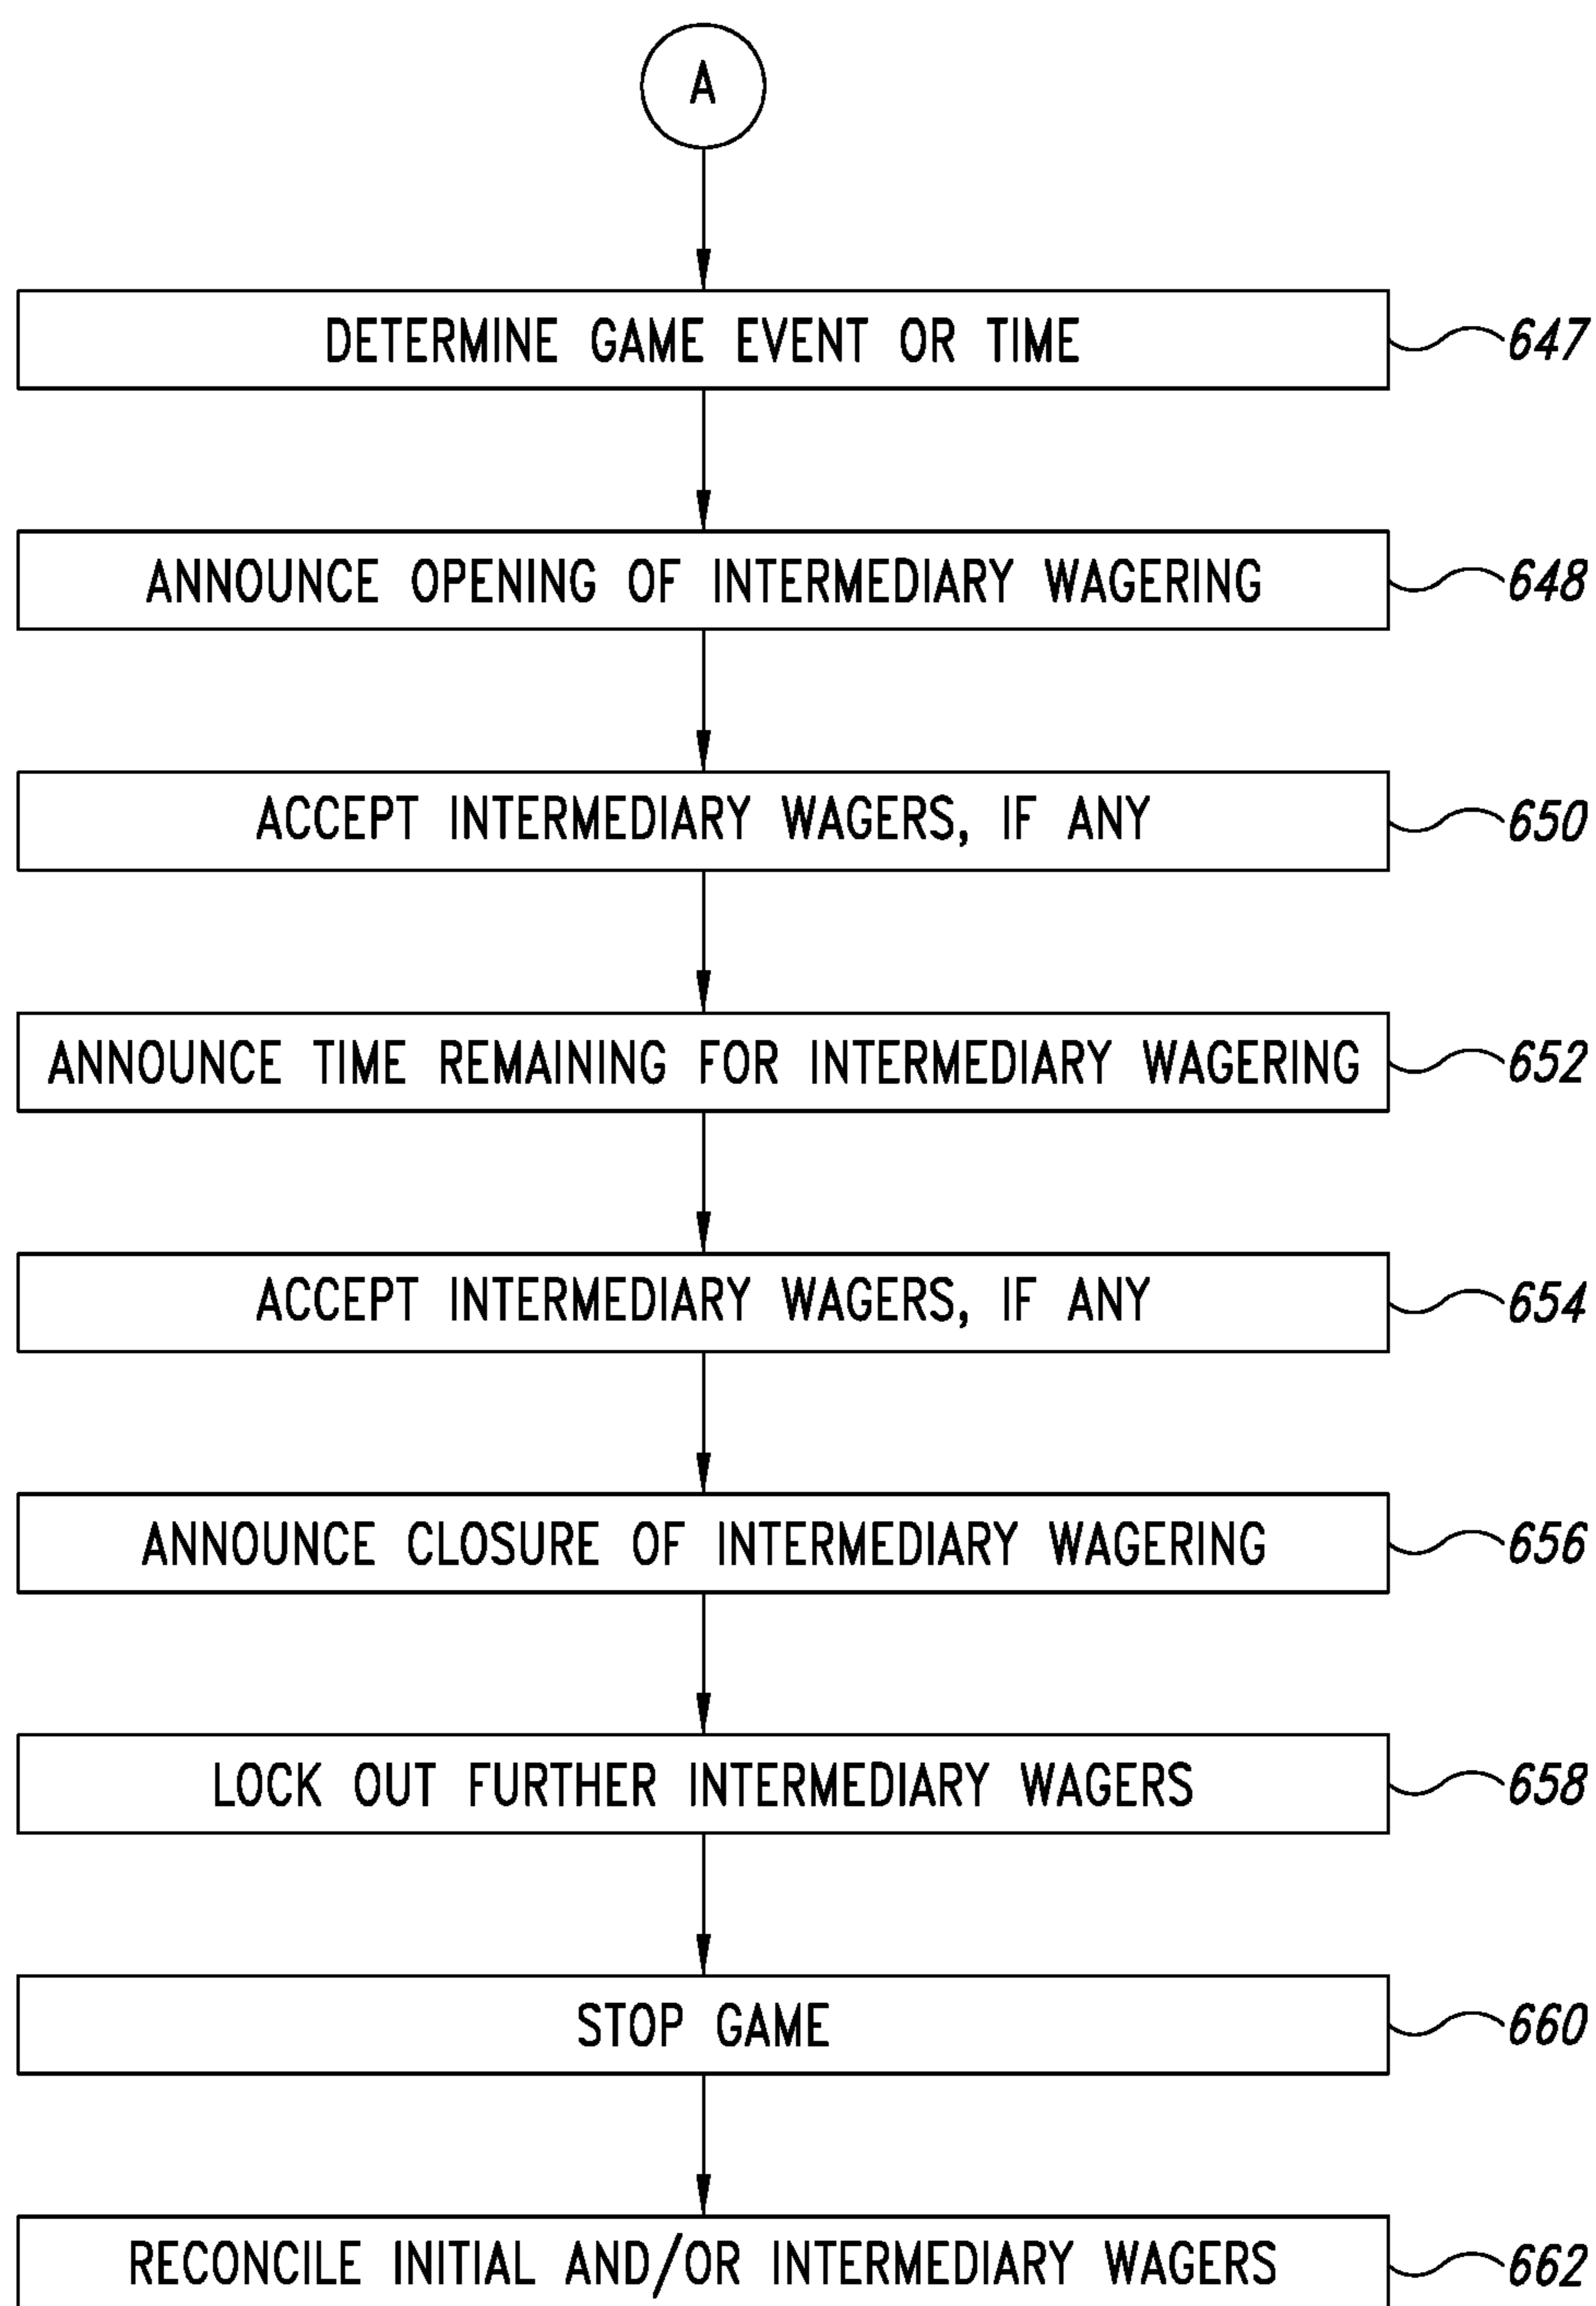 A
DETERMINE GAME EVENT OR TIME 647
ANNOUNCE OPENING OF INTERMEDIARY WAGERING 648
ACCEPT INTERMEDIARY WAGERS, IF ANY 650
ANNOUNCE TIME REMAINING FOR INTERMEDIARY WAGERING 652
ACCEPT INTERMEDIARY WAGERS, IF ANY 654
ANNOUNCE CLOSURE OF INTERMEDIARY WAGERING 656
LOCK OUT FURTHER INTERMEDIARY WAGERS 658
STOP GAME 660
RECONCILE INITIAL AND/OR INTERMEDIARY WAGERS 662